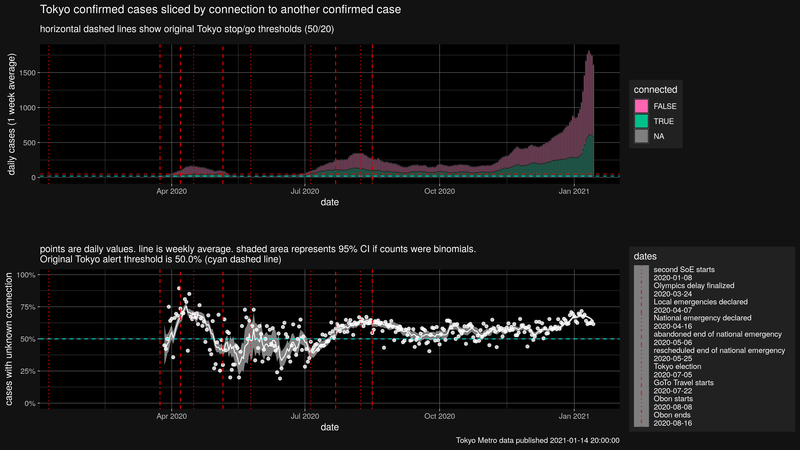 Tokyo confirmed cases sliced by connection to another confirmed case
horizontal dashed lines show original Tokyo stop/go thresholds (50/20)
daily cases (1 week average)
1500
1000
500
0
Apr 2020
Jul 2020
Oct 2020
Jan 2021
date
connected
FALSE
TRUE
NA
points are daily values. line is weekly average. shaded area represents 95% CI if counts were binomials.
Original Tokyo alert threshold is 50.0% (cyan dashed line)
cases with unknown connection
100%
75%
50%
25%
0%
Apr 2020
Jul 2020
Oct 2020
Jan 2021
date
dates
second SoE starts
2020-01-08
Olympics delay finalized
2020-03-24
Local emergencies declared
2020-04-07
National emergency declared
2020-04-16
abandoned end of national emergency
2020-05-06
rescheduled end of national emergency
2020-05-25
Tokyo election
2020-07-05
GoTo Travel starts
2020-07-22
Obon starts
2020-08-08
Obon ends
2020-08-16
Tokyo Metro data published 2021-01-14 20:00:00